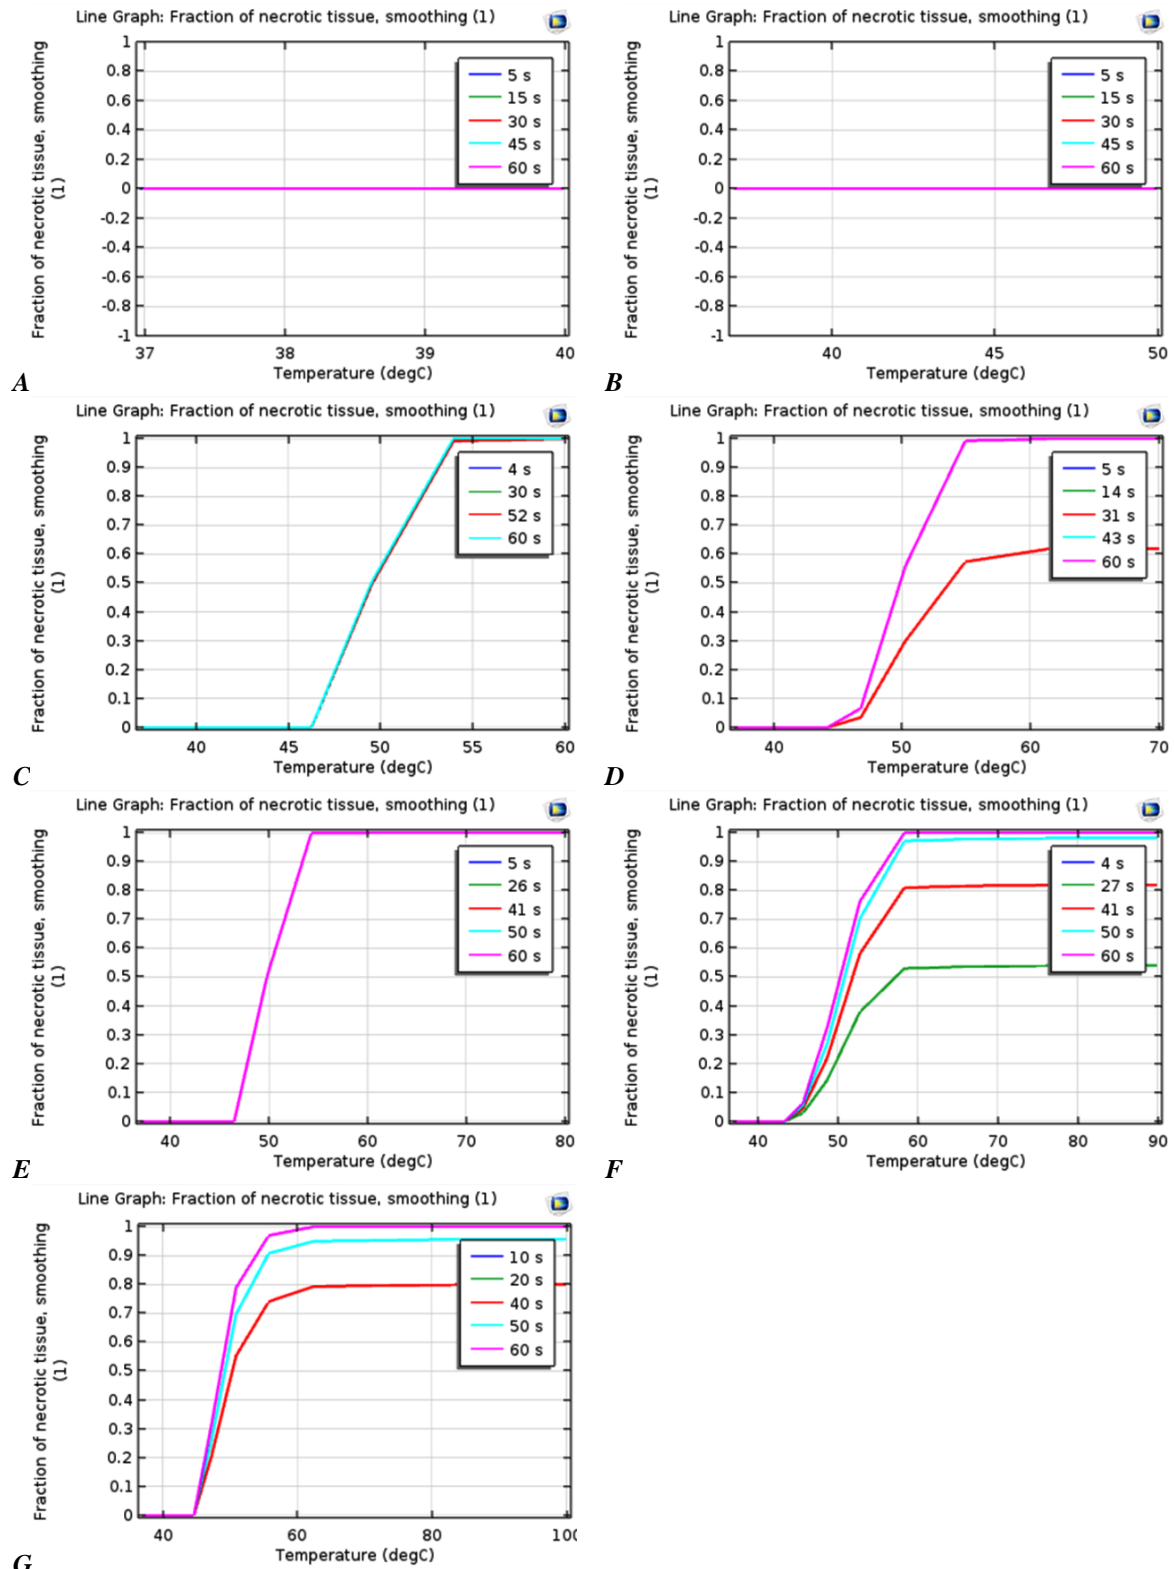 Line Graph: Fraction of necrotic tissue, smoothing (1)
Fraction of necrotic tissue, smoothing
(1)
1
0.8
0.6
0.4
0.2
0
-0.2
-0.4
-0.6
-0.8
-1
5 s
15 s
30 s
45 s
60 s
37 38 39 40
Temperature (degC)
A
Line Graph: Fraction of necrotic tissue, smoothing (1)
Fraction of necrotic tissue, smoothing
(1)
1
0.8
0.6
0.4
0.2
0
-0.2
-0.4
-0.6
-0.8
-1
5 s
15 s
30 s
45 s
60 s
40 45 50
Temperature (degC)
B
Line Graph: Fraction of necrotic tissue, smoothing (1)
Fraction of necrotic tissue, smoothing
(1)
1
0.9
0.8
0.7
0.6
0.5
0.4
0.3
0.2
0.1
0
4 s
30 s
52 s
60 s
40 45 50 55 60
Temperature (degC)
C
Line Graph: Fraction of necrotic tissue, smoothing (1)
Fraction of necrotic tissue, smoothing
(1)
1
0.9
0.8
0.7
0.6
0.5
0.4
0.3
0.2
0.1
0
5 s
14 s
31 s
43 s
60 s
40 50 60 70
Temperature (degC)
D
Line Graph: Fraction of necrotic tissue, smoothing (1)
Fraction of necrotic tissue, smoothing
(1)
1
0.9
0.8
0.7
0.6
0.5
0.4
0.3
0.2
0.1
0
5 s
26 s
41 s
50 s
60 s
40 50 60 70 80
Temperature (degC)
E
Line Graph: Fraction of necrotic tissue, smoothing (1)
Fraction of necrotic tissue, smoothing
(1)
1
0.9
0.8
0.7
0.6
0.5
0.4
0.3
0.2
0.1
0
4 s
27 s
41 s
50 s
60 s
40 50 60 70 80 90
Temperature (degC)
F
Line Graph: Fraction of necrotic tissue, smoothing (1)
Fraction of necrotic tissue, smoothing
(1)
1
0.9
0.8
0.7
0.6
0.5
0.4
0.3
0.2
0.1
0
10 s
20 s
40 s
50 s
60 s
40 60 80 100
Temperature (degC)
G